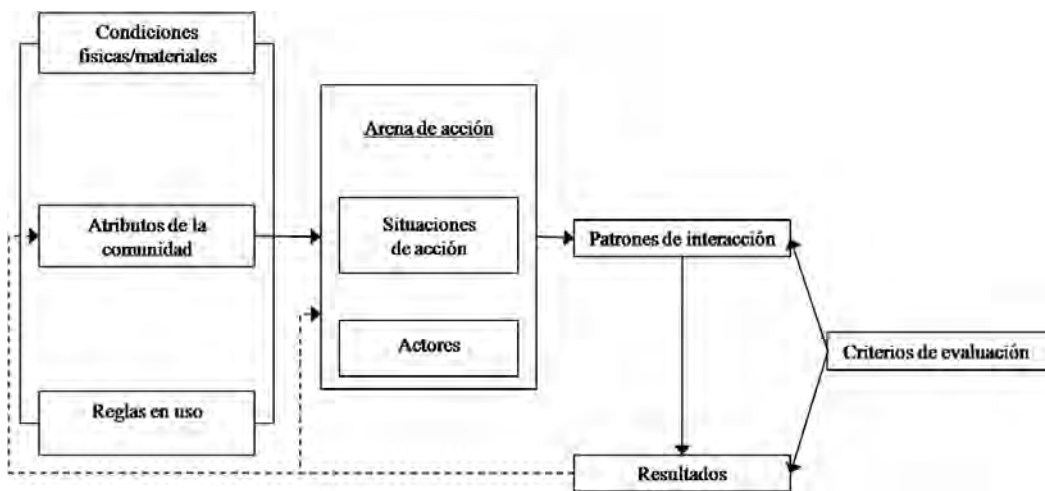 Condiciones
físicas/materiales
Atributos de la
comunidad
Reglas en uso
Arena de acción
Situaciones
de acción
Actores
Patrones de interacción
Resultados
Criterios de evaluación